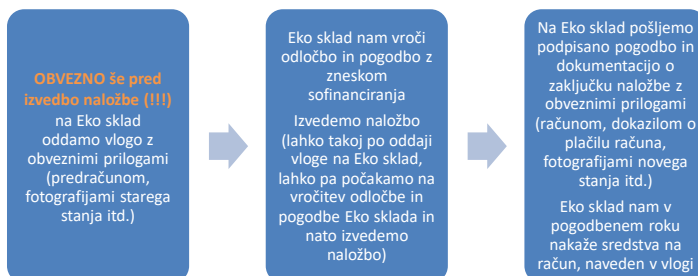 OBVEZNO še pred
izvedbo naložbe (!!!)
na Eko sklad
oddamo vlogo z
obveznimi prilogami
(predračunom,
fotografijami starega
stanja itd.)
Eko sklad nam vroči
odločbo in pogodbo z
zneskom
sofinanciranja
Izvedemo naložbo
(lahko takoj po oddaji
vloge na Eko sklad,
lahko pa počakamo na
vročitev odločbe in
pogodbe Eko sklada in
nato izvedemo
naložbo)
Na Eko sklad pošljemo
podpisano pogodbo in
dokumentacijo o
zaključku naložbe z
obveznimi prilogami
(računom, dokazilom o
plačilu računa,
fotografijami novega
stanja itd.)
Eko sklad nam v
pogodbenem roku
nakaže sredstva na
račun, naveden v vlogi